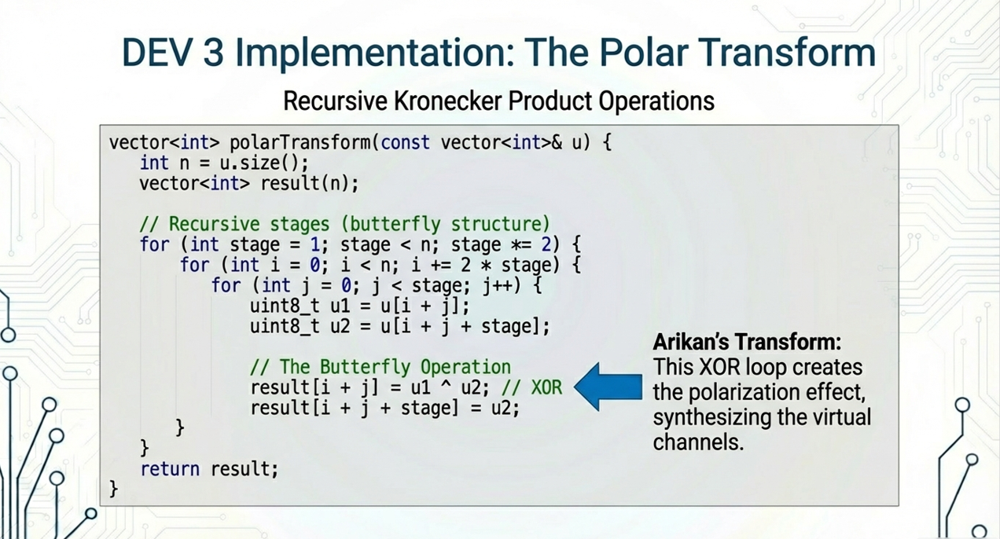 DEV 3 Implementation: The Polar Transform
Recursive Kronecker Product Operations
vector<int> polarTransform(const vector<int>& u) {
int n = u.size();
vector<int> result(n);
// Recursive stages (butterfly structure)
for (int stage = 1; stage < n; stage *= 2) {
for (int i = 0; i < n; i += 2 * stage) {
for (int j = 0; j < stage; j++) {
uint8_t u1 = u[i + j];
uint8_t u2 = u[i + j + stage];
// The Butterfly Operation
result[i + j] = u1 ^ u2; // XOR
result[i + j + stage] = u2;
}
}
return result;
}
Arikan's Transform:
This XOR loop creates
the polarization effect,
synthesizing the virtual
channels.